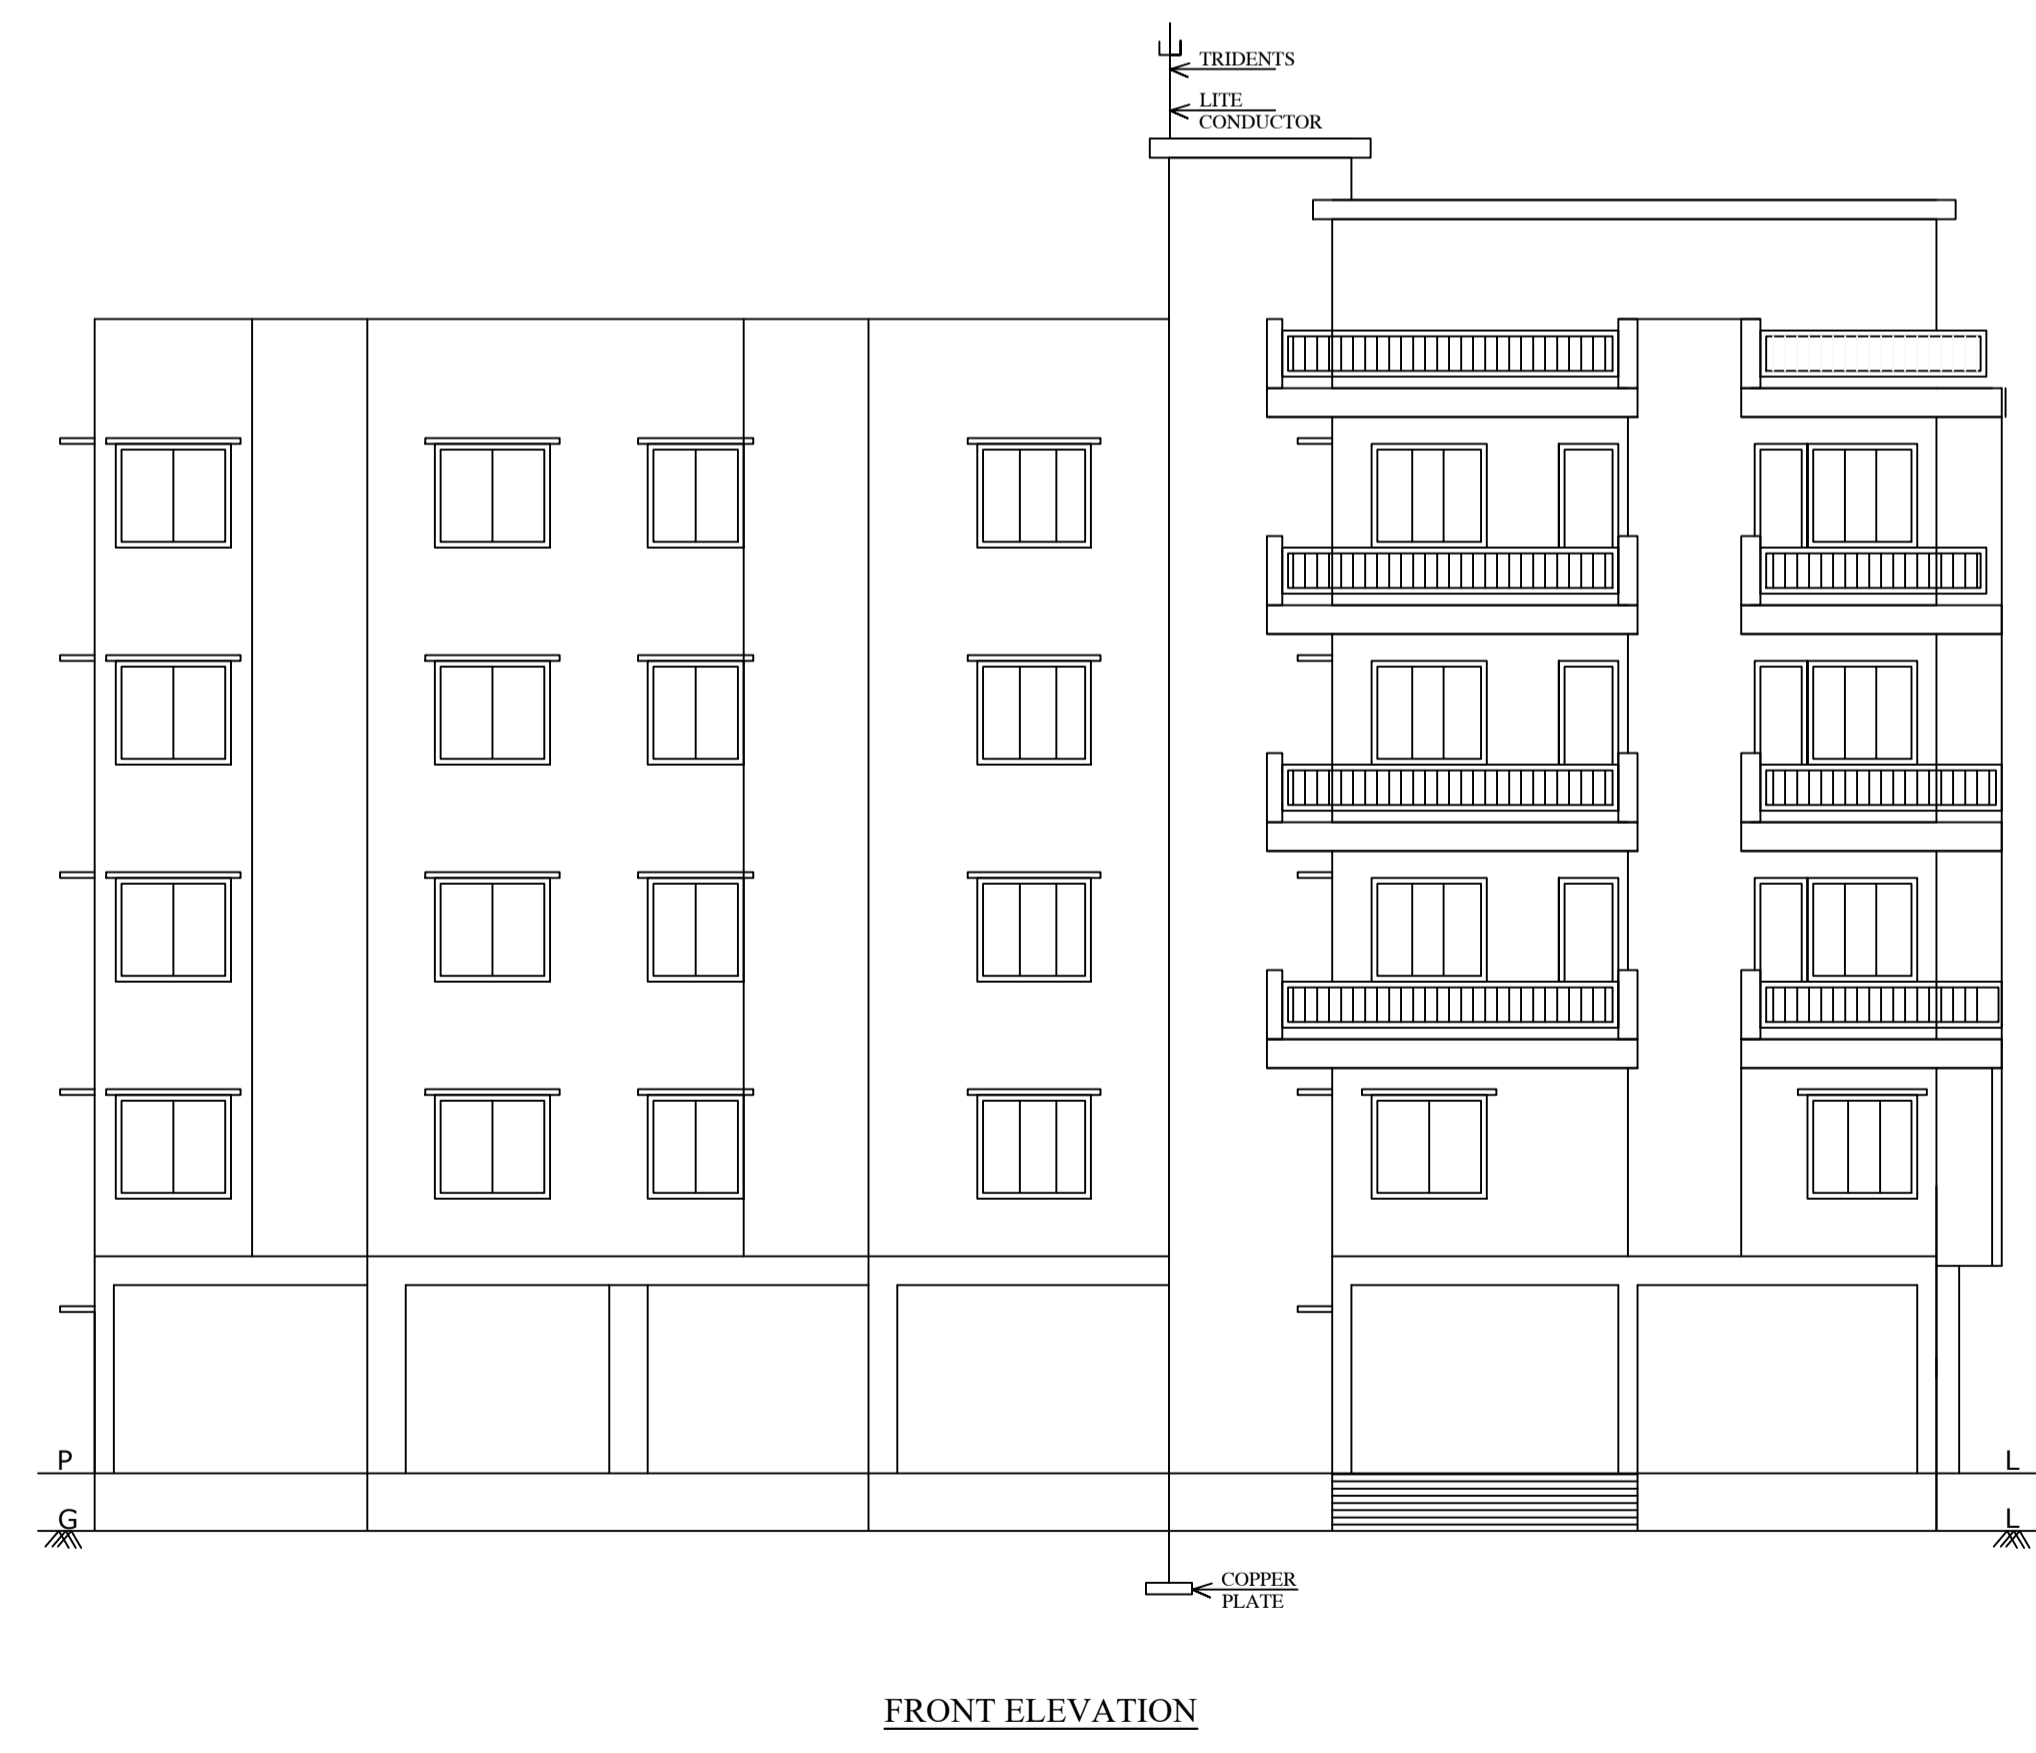 TRIDENTS
LITE
CONDUCTOR
P L
G L
COPPER
PLATE
FRONT ELEVATION